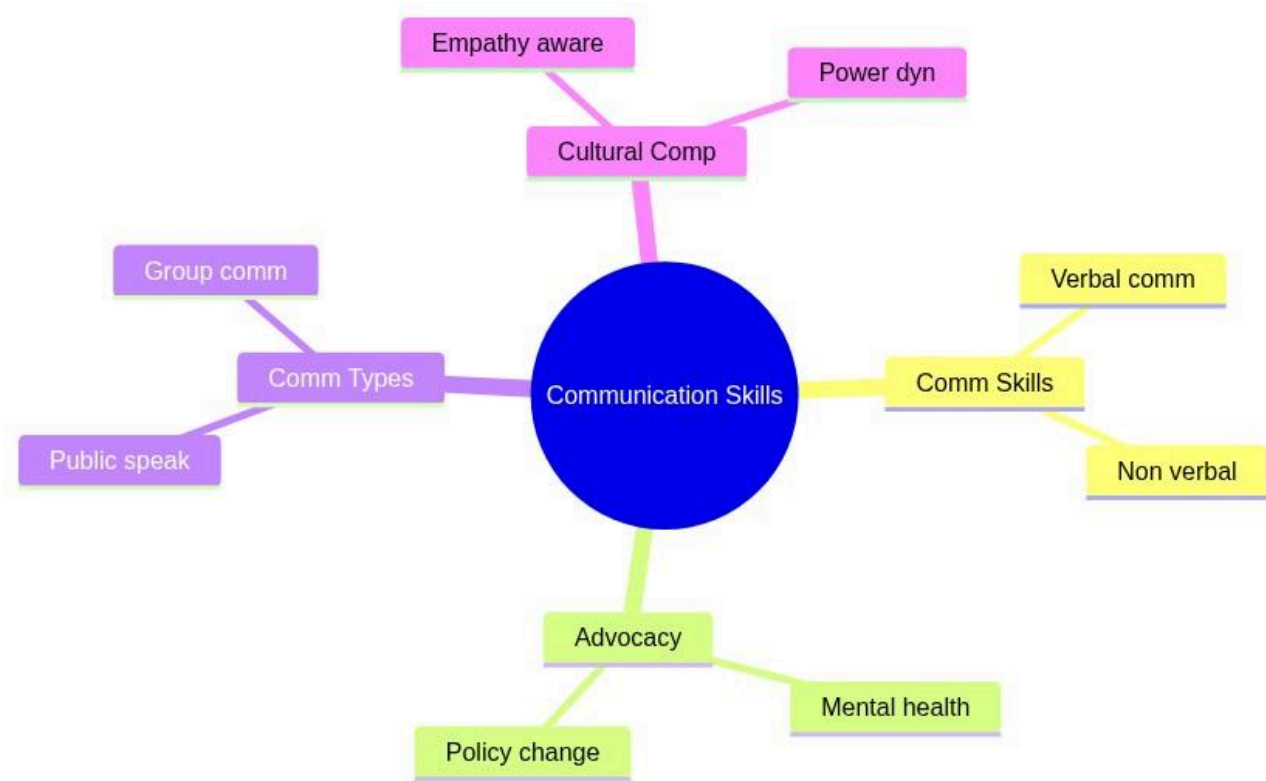 Empathy aware
Power dyn
Cultural Comp
Group comm
Verbal comm
Comm Types
Communication Skills
Comm Skills
Public speak
Non verbal
Advocacy
Mental health
Policy change